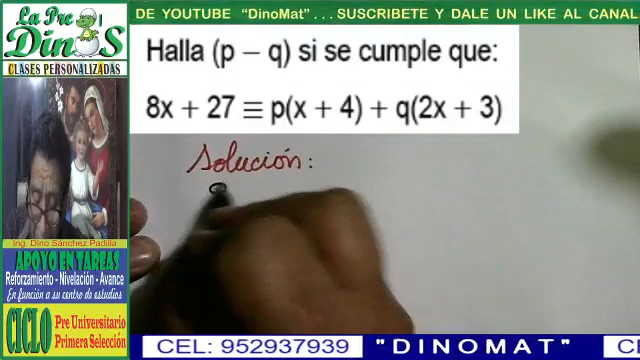 DE YOUTUBE "DinoMat" ... SUSCRIBETE Y DALE UN LIKE AL CANAL
La Pre
DinoS
CLASES PERSONALIZADAS
Halla (p – q) si se cumple que:
8x + 27 ≡ p(x + 4) + q(2x + 3)
Solución:
Ing. Dino Sánchez Padilla
APOYO EN TAREAS
Reforzamiento - Nivelación - Avance
En función a su centro de estudios
CICLO Pre Universitario
Primera Selección
CEL: 952937939 "DINOMAT" C